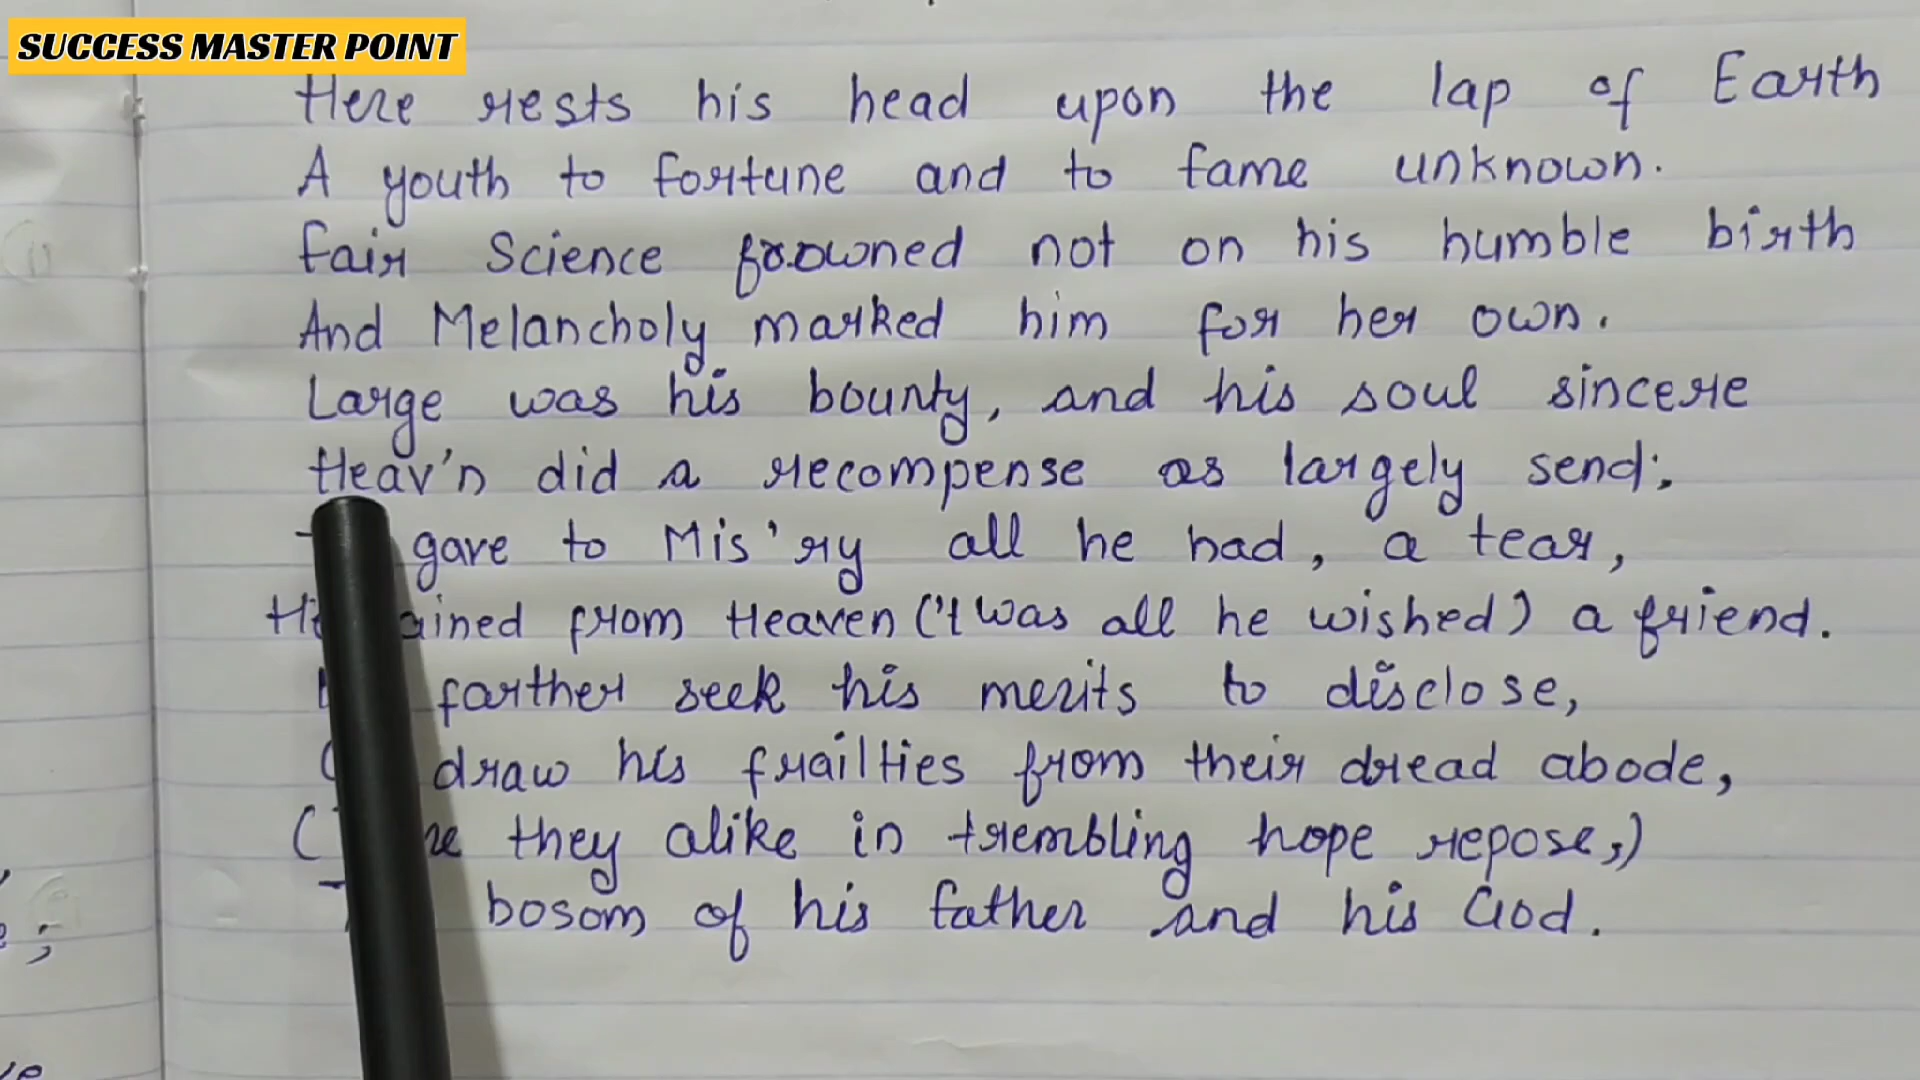 SUCCESS MASTER POINT
Here rests his head upon the lap of Earth
A youth to fortune and to fame unknown.
fair Science frowned not on his humble birth
And Melancholy marked him for her own.
Large was his bounty, and his soul sincere
Heav'n did a recompense as largely send;
gave to Mis'ry all he had, a tear,
from Heaven ('twas all he wished) a friend.
farther seek his merits to disclose,
draw his frailties from their dread abode,
they alike in trembling hope repose,)
bosom of his father and his God.